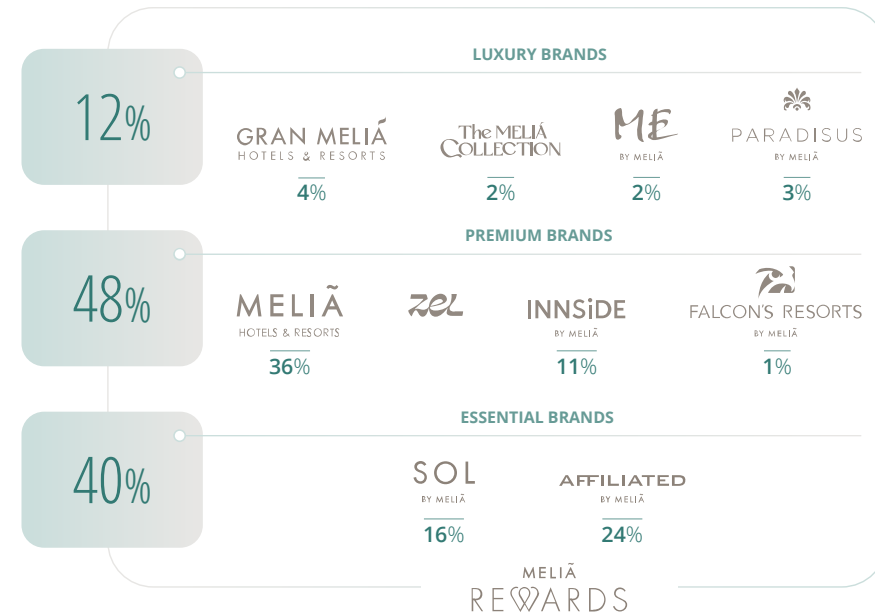 LUXURY BRANDS
12%
GRAN MELIÁ
HOTELS & RESORTS
4%
The MELIÁ
COLLECTION
2%
ME
BY MELIÃ
2%
PARADISUS
BY MELIÃ
3%
PREMIUM BRANDS
48%
MELIÃ
HOTELS & RESORTS
36%
ZEL
INNSiDE
BY MELIÃ
11%
FALCON'S RESORTS
BY MELIÃ
1%
ESSENTIAL BRANDS
40%
SOL
BY MELIÃ
16%
AFFILIATED
BY MELIÃ
24%
MELIÃ
REWARDS